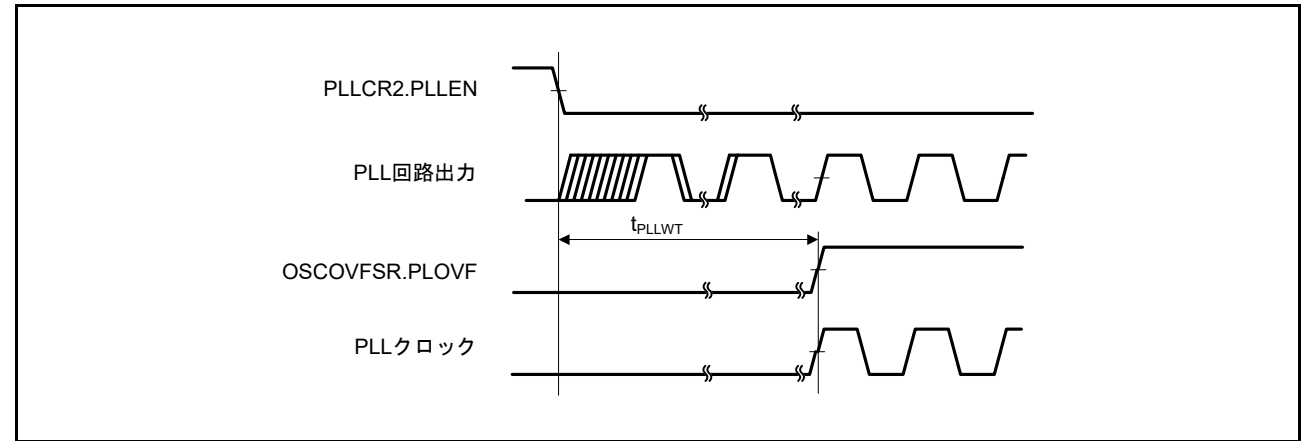 PLLCR2.PLLEN
PLL回路出力
tPLLWT
OSCOVFSR.PLOVF
PLLクロック